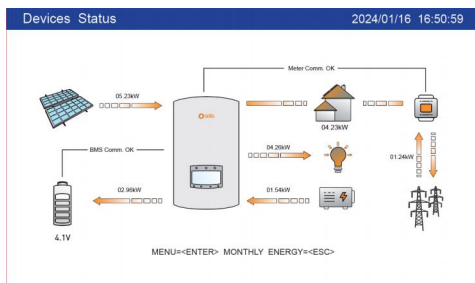 Devices Status 2024/01/16 16:50:59
Meter Comm. OK
05.23kW
solis
04.23kW
04.26kW
01.24kW
BMS Comm. OK
02.96kW
01.54kW
4.1V
MENU=<ENTER> MONTHLY ENERGY=<ESC>